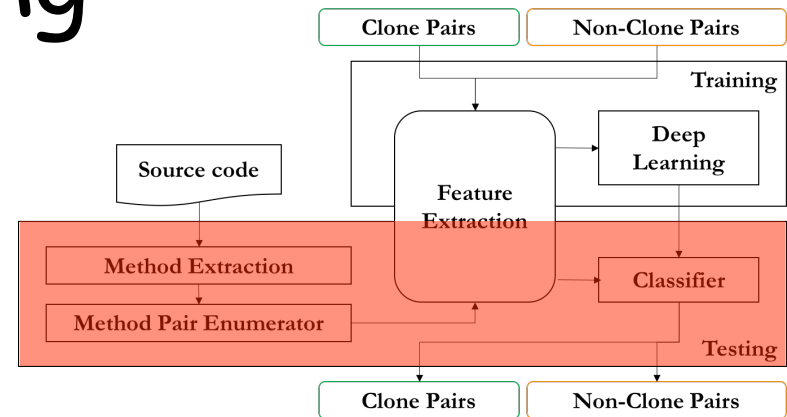 Clone Pairs
Non-Clone Pairs
Training
Deep
Learning
Source code
Feature
Extraction
Method Extraction
Classifier
Method Pair Enumerator
Testing
Clone Pairs
Non-Clone Pairs